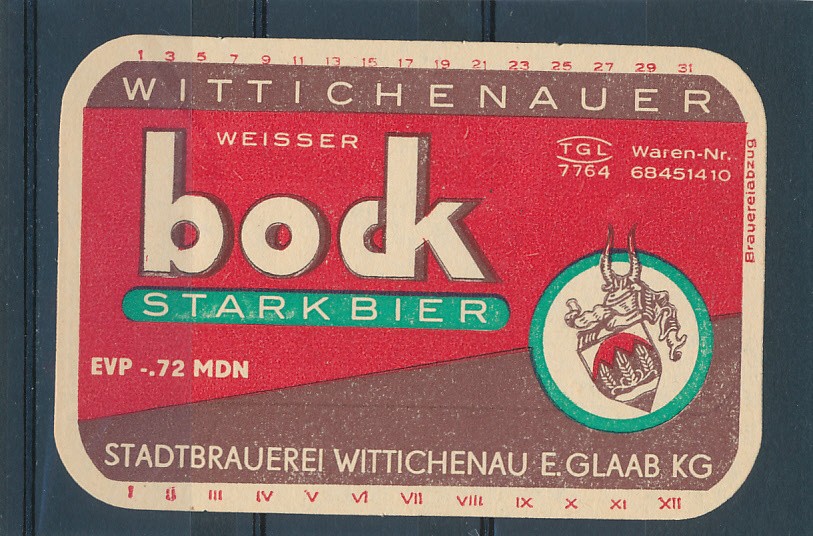 1 3 5 7 9 11 13 15 17 19 21 23 25 27 29 31
WITTICHENAUER
WEISSER
bock
STARKBIER
TGL
7764
Waren-Nr.
68451410
Brauereiabzug
EVP -.72 MDN
STADTBRAUEREI WITTICHENAU E. GLAAB KG
I II III IV V VI VII VIII IX X XI XII